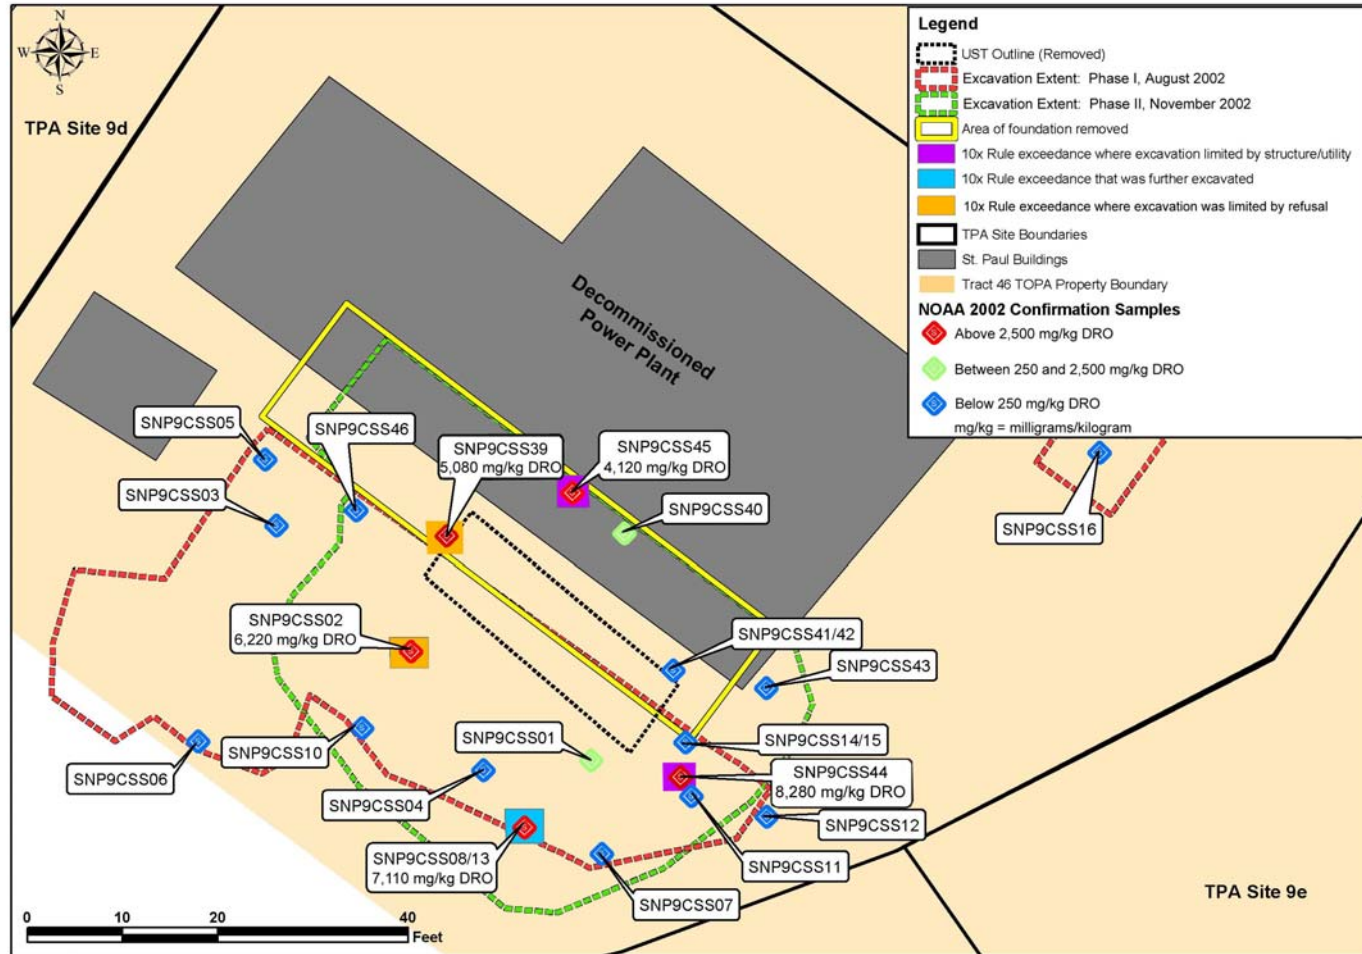 N
W
E
S
TPA Site 9d
Legend
UST Outline (Removed)
Excavation Extent: Phase I, August 2002
Excavation Extent: Phase II, November 2002
Area of foundation removed
10x Rule exceedance where excavation limited by structure/utility
10x Rule exceedance that was further excavated
10x Rule exceedance where excavation was limited by refusal
TPA Site Boundaries
St. Paul Buildings
Tract 46 TOPA Property Boundary
NOAA 2002 Confirmation Samples
Above 2,500 mg/kg DRO
Between 250 and 2,500 mg/kg DRO
Below 250 mg/kg DRO
mg/kg = milligrams/kilogram
Decommissioned
Power Plant
SNP9CSS05
SNP9CSS46
SNP9CSS39
5,080 mg/kg DRO
SNP9CSS45
4,120 mg/kg DRO
SNP9CSS03
SNP9CSS40
SNP9CSS16
SNP9CSS02
6,220 mg/kg DRO
SNP9CSS41/42
SNP9CSS43
SNP9CSS06
SNP9CSS10
SNP9CSS01
SNP9CSS14/15
SNP9CSS04
SNP9CSS44
8,280 mg/kg DRO
SNP9CSS12
SNP9CSS08/13
7,110 mg/kg DRO
SNP9CSS11
SNP9CSS07
TPA Site 9e
0 10 20 40
Feet